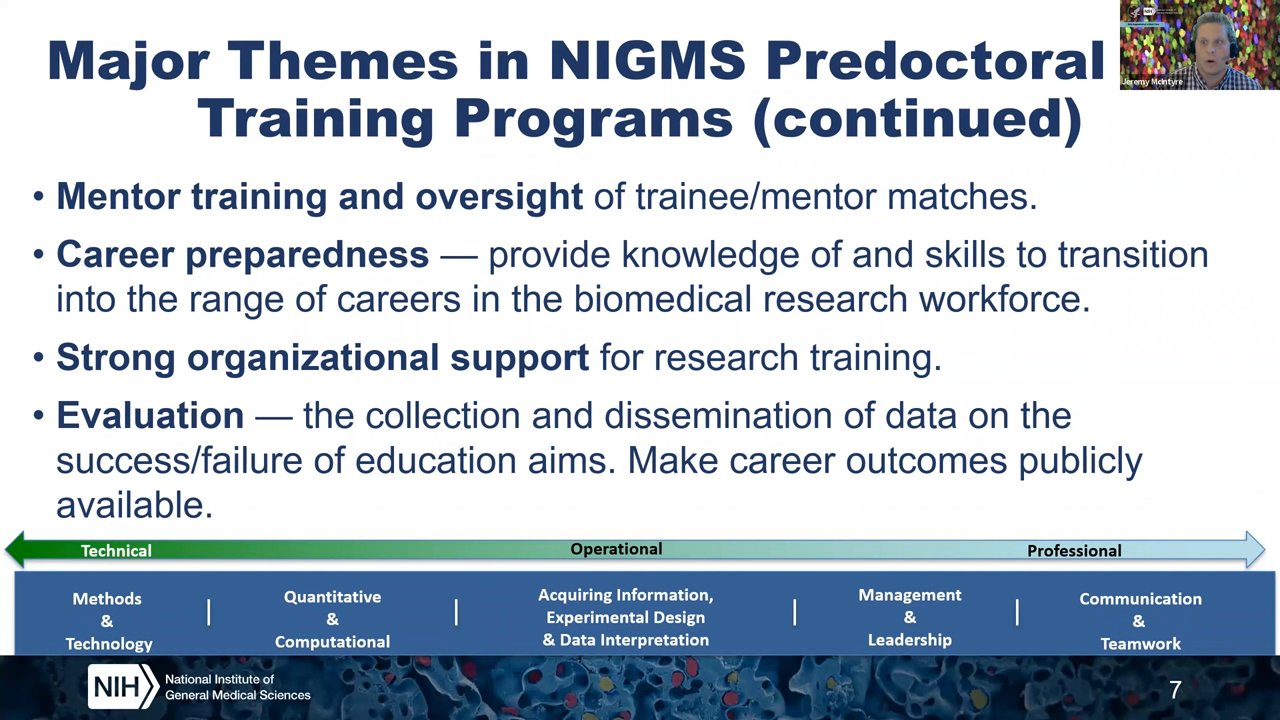 Major Themes in NIGMS Predoctoral
Training Programs (continued)
NIH
Jeremy McIntyre
• Mentor training and oversight of trainee/mentor matches.
• Career preparedness — provide knowledge of and skills to transition
into the range of careers in the biomedical research workforce.
• Strong organizational support for research training.
• Evaluation — the collection and dissemination of data on the
success/failure of education aims. Make career outcomes publicly
available.
Technical
Operational
Professional
Methods
&
Technology
Quantitative
&
Computational
Acquiring Information,
Experimental Design
& Data Interpretation
Management
&
Leadership
Communication
&
Teamwork
NIH
National Institute of
General Medical Sciences
7